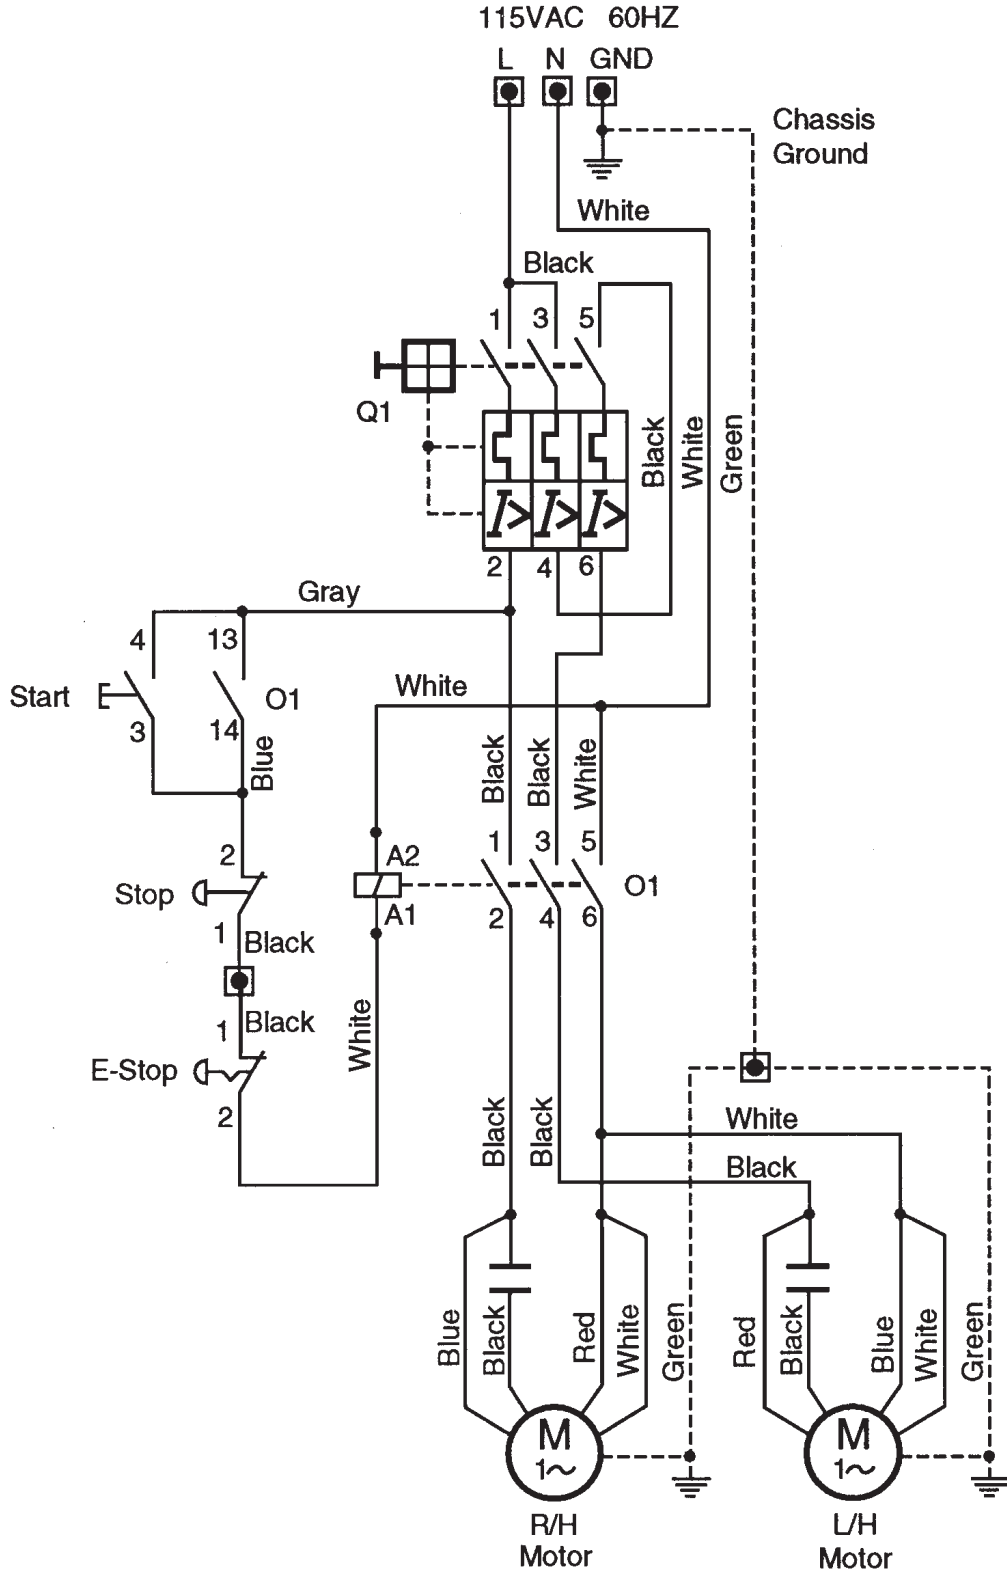 115VAC 60HZ
L N GND
Chassis
Ground
White
Black
1 3 5
Q1
Black
White
Green
2 4 6
Gray
4 13
Start
O1
3 14
Blue
White
Black
Black
White
2
1 3 5
A2
Stop
O1
A1
2 4 6
1
Black
1
Black
White
E-Stop
2
Black
Black
White
Black
Blue
Black
Red
White
Green
Red
Black
Blue
White
Green
M
1~
M
1~
R/H
Motor
L/H
Motor